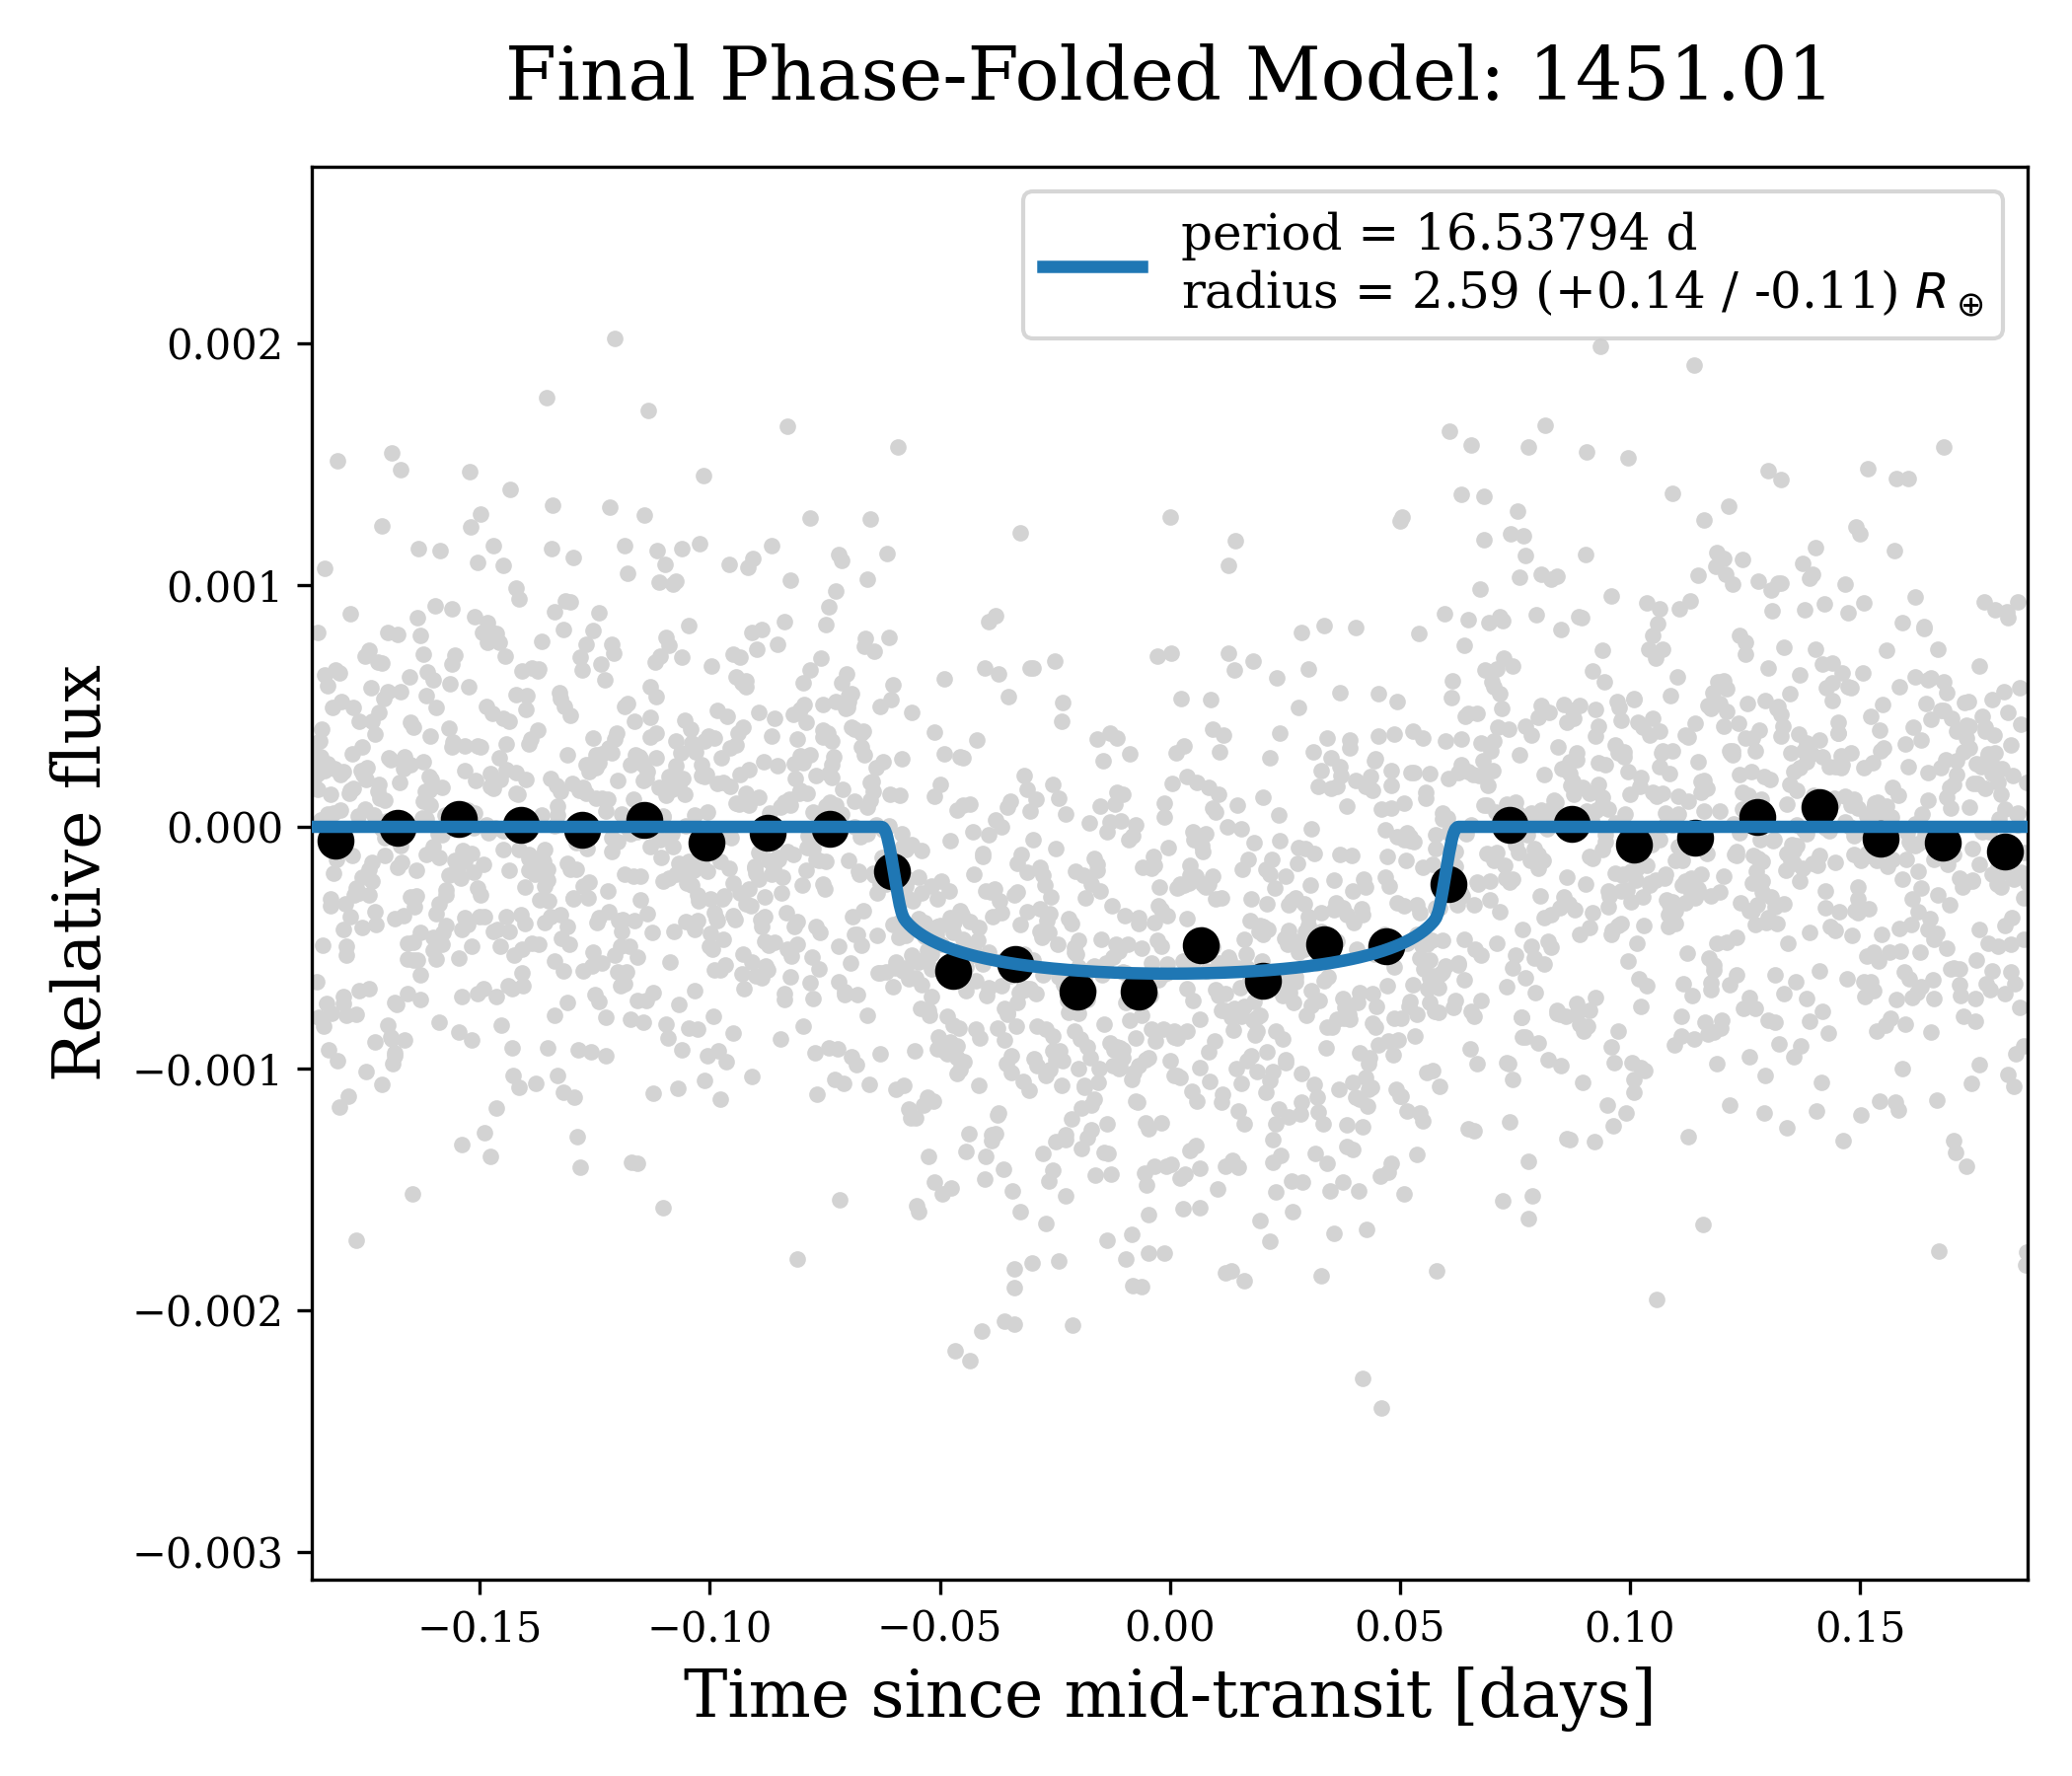 Final Phase-Folded Model: 1451.01
period = 16.53794 d
radius = 2.59 (+0.14 / -0.11) R⊕
0.002
0.001
0.000
−0.001
−0.002
−0.003
Relative flux
−0.15 −0.10 −0.05 0.00 0.05 0.10 0.15
Time since mid-transit [days]